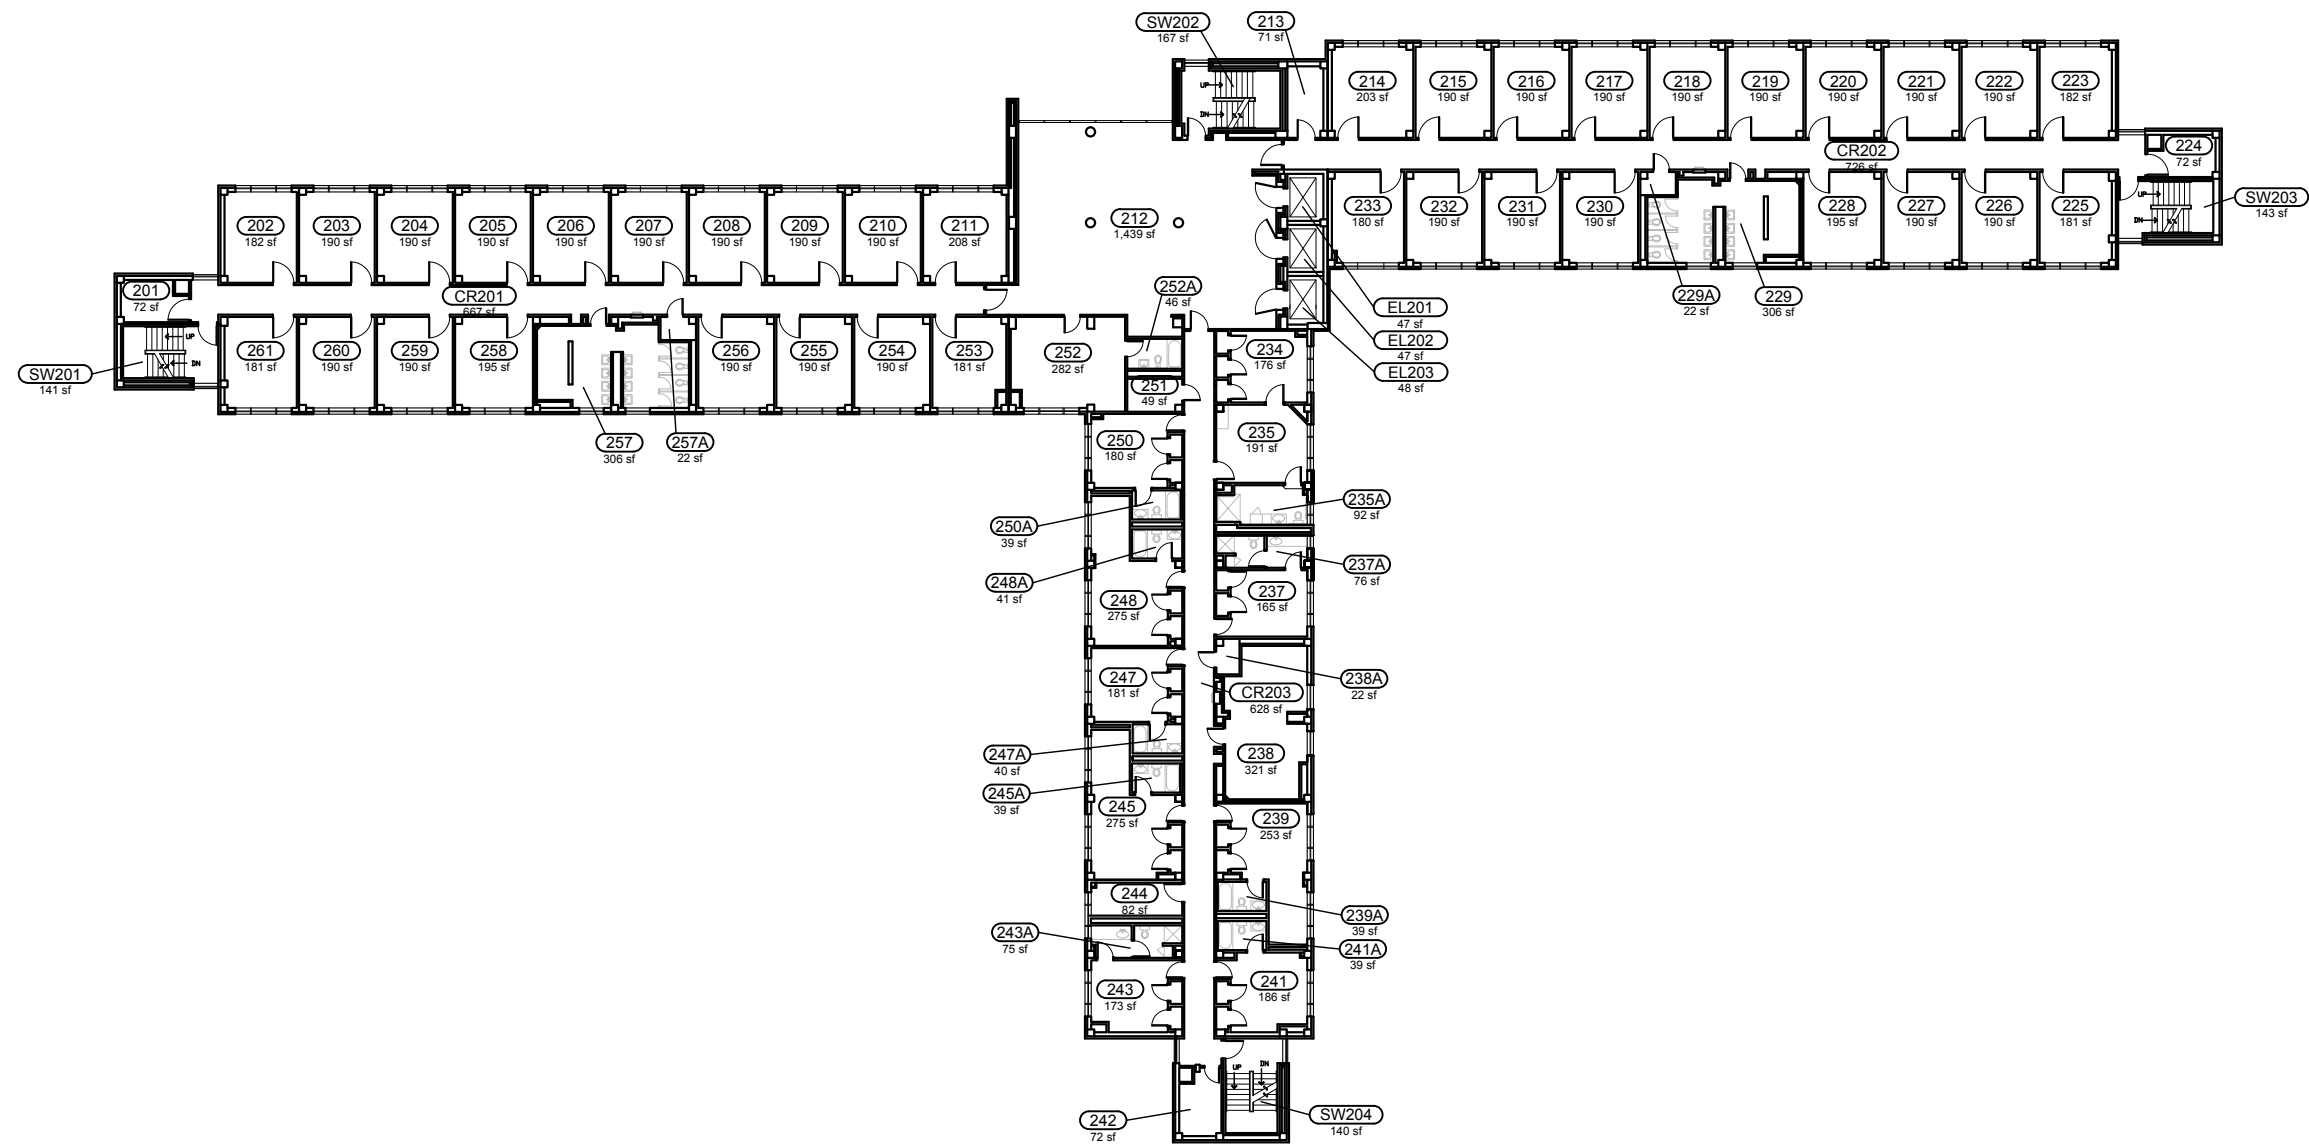 SW202
167 sf
213
71 sf
214
203 sf
215
190 sf
216
190 sf
217
190 sf
218
190 sf
219
190 sf
220
190 sf
221
190 sf
222
190 sf
223
182 sf
UP
DN
CR202
726 sf
224
72 sf
UP
DN
SW203
143 sf
202
182 sf
203
190 sf
204
190 sf
205
190 sf
206
190 sf
207
190 sf
208
190 sf
209
190 sf
210
190 sf
211
208 sf
212
1,439 sf
233
180 sf
232
190 sf
231
190 sf
230
190 sf
228
195 sf
227
190 sf
226
190 sf
225
181 sf
229A
22 sf
229
306 sf
201
72 sf
CR201
667 sf
252A
46 sf
EL201
47 sf
EL202
47 sf
EL203
48 sf
UP
DN
SW201
141 sf
261
181 sf
260
190 sf
259
190 sf
258
195 sf
256
190 sf
255
190 sf
254
190 sf
253
181 sf
252
282 sf
251
49 sf
234
176 sf
257
306 sf
257A
22 sf
250
180 sf
235
191 sf
250A
39 sf
235A
92 sf
248A
41 sf
237A
76 sf
248
275 sf
237
165 sf
247
181 sf
238A
22 sf
CR203
628 sf
247A
40 sf
238
321 sf
245A
39 sf
245
275 sf
239
253 sf
244
82 sf
239A
39 sf
243A
75 sf
241A
39 sf
243
173 sf
241
186 sf
UP
DN
242
72 sf
SW204
140 sf